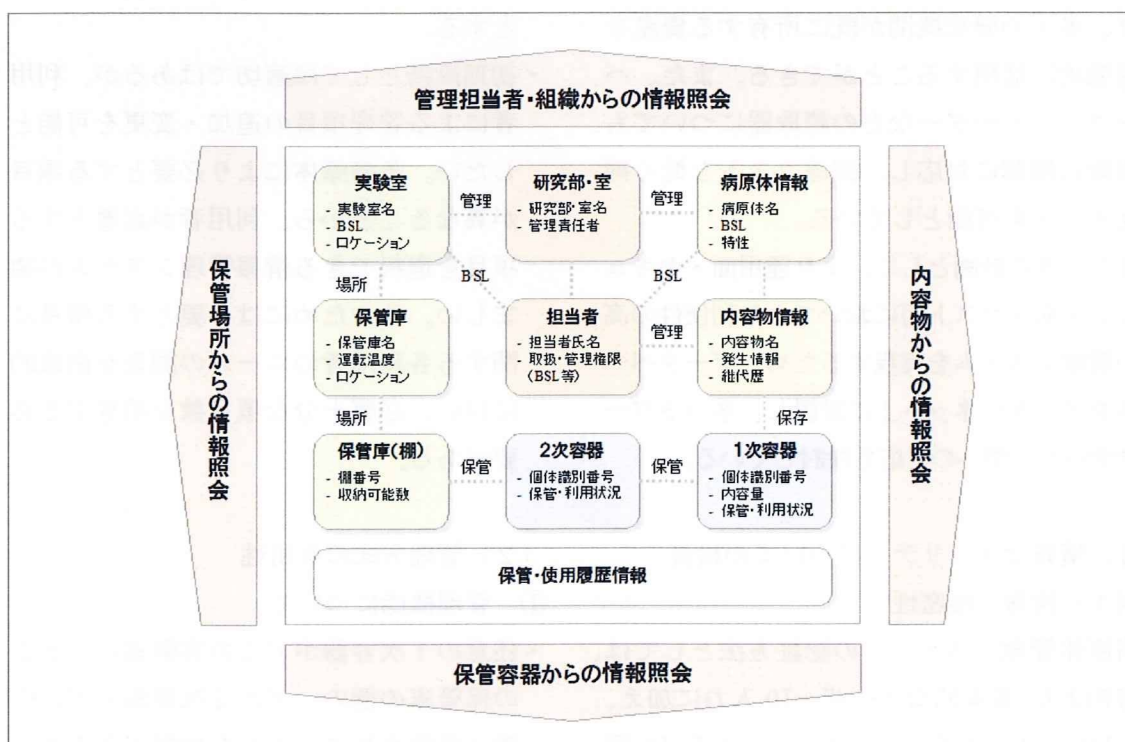 管理担当者・組織からの情報照会
保管場所からの情報照会
内容物からの情報照会
実験室
- 実験室名
- BSL
- ロケーション
管理
研究部・室
- 研究部・室名
- 管理責任者
管理
病原体情報
- 病原体名
- BSL
- 特性
場所
BSL
BSL
保管庫
- 保管庫名
- 運転温度
- ロケーション
担当者
- 担当者氏名
- 取扱・管理権限
(BSL等)
管理
内容物情報
- 内容物名
- 発生情報
- 継代歴
場所
保存
保管庫(棚)
- 棚番号
- 収納可能数
保管
2次容器
- 個体識別番号
- 保管・利用状況
保管
1次容器
- 個体識別番号
- 内容量
- 保管・利用状況
保管・使用履歴情報
保管容器からの情報照会